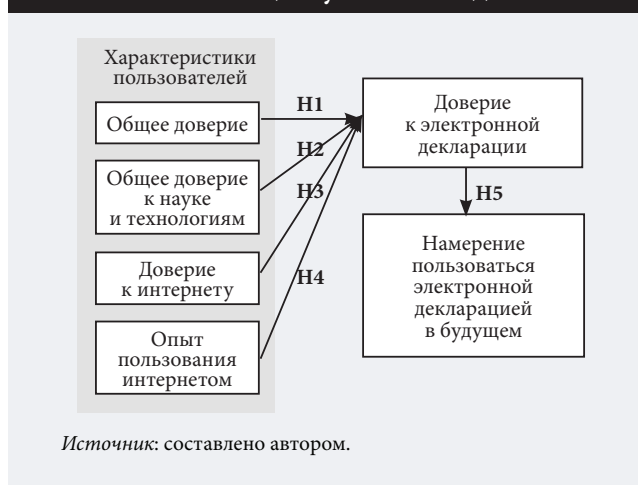 Характеристики
пользователей
Общее доверие
Общее доверие
к науке
и технологиям
Доверие
к интернету
Опыт
пользования
интернетом
H1
H2
H3
H4
Доверие
к электронной
декларации
H5
Намерение
пользоваться
электронной
декларацией
в будущем
Источник: составлено автором.